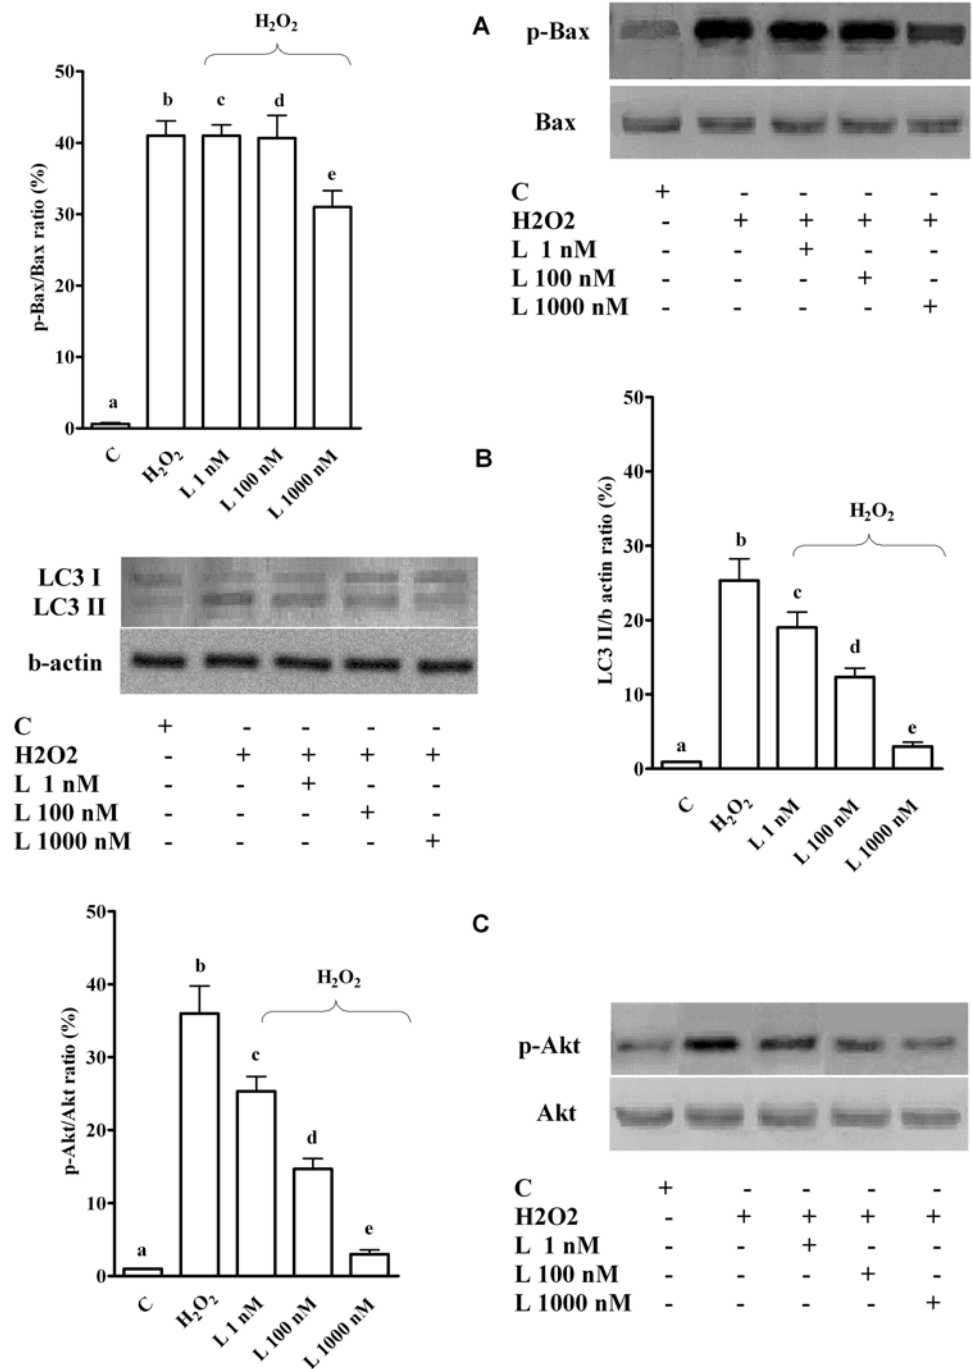 H2O2
A
p-Bax
Bax
50
40
30
20
10
0
p-Bax/Bax ratio (%)
a
b
c
d
e
C
H2O2
L 1 nM
L 100 nM
L 1000 nM
C + - - - -
H2O2 - + + + +
L 1 nM - - + - -
L 100 nM - - - + -
L 1000 nM - - - - +
B
LC3 I
LC3 II
b-actin
C + - - - -
H2O2 - + + + +
L 1 nM - - + - -
L 100 nM - - - + -
L 1000 nM - - - - +
50
40
30
20
10
0
LC3 II/b actin ratio (%)
H2O2
a
b
c
d
e
C
H2O2
L 1 nM
L 100 nM
L 1000 nM
C
50
40
30
20
10
0
p-Akt/Akt ratio (%)
H2O2
a
b
c
d
e
C
H2O2
L 1 nM
L 100 nM
L 1000 nM
p-Akt
Akt
C + - - - -
H2O2 - + + + +
L 1 nM - - + - -
L 100 nM - - - + -
L 1000 nM - - - - +